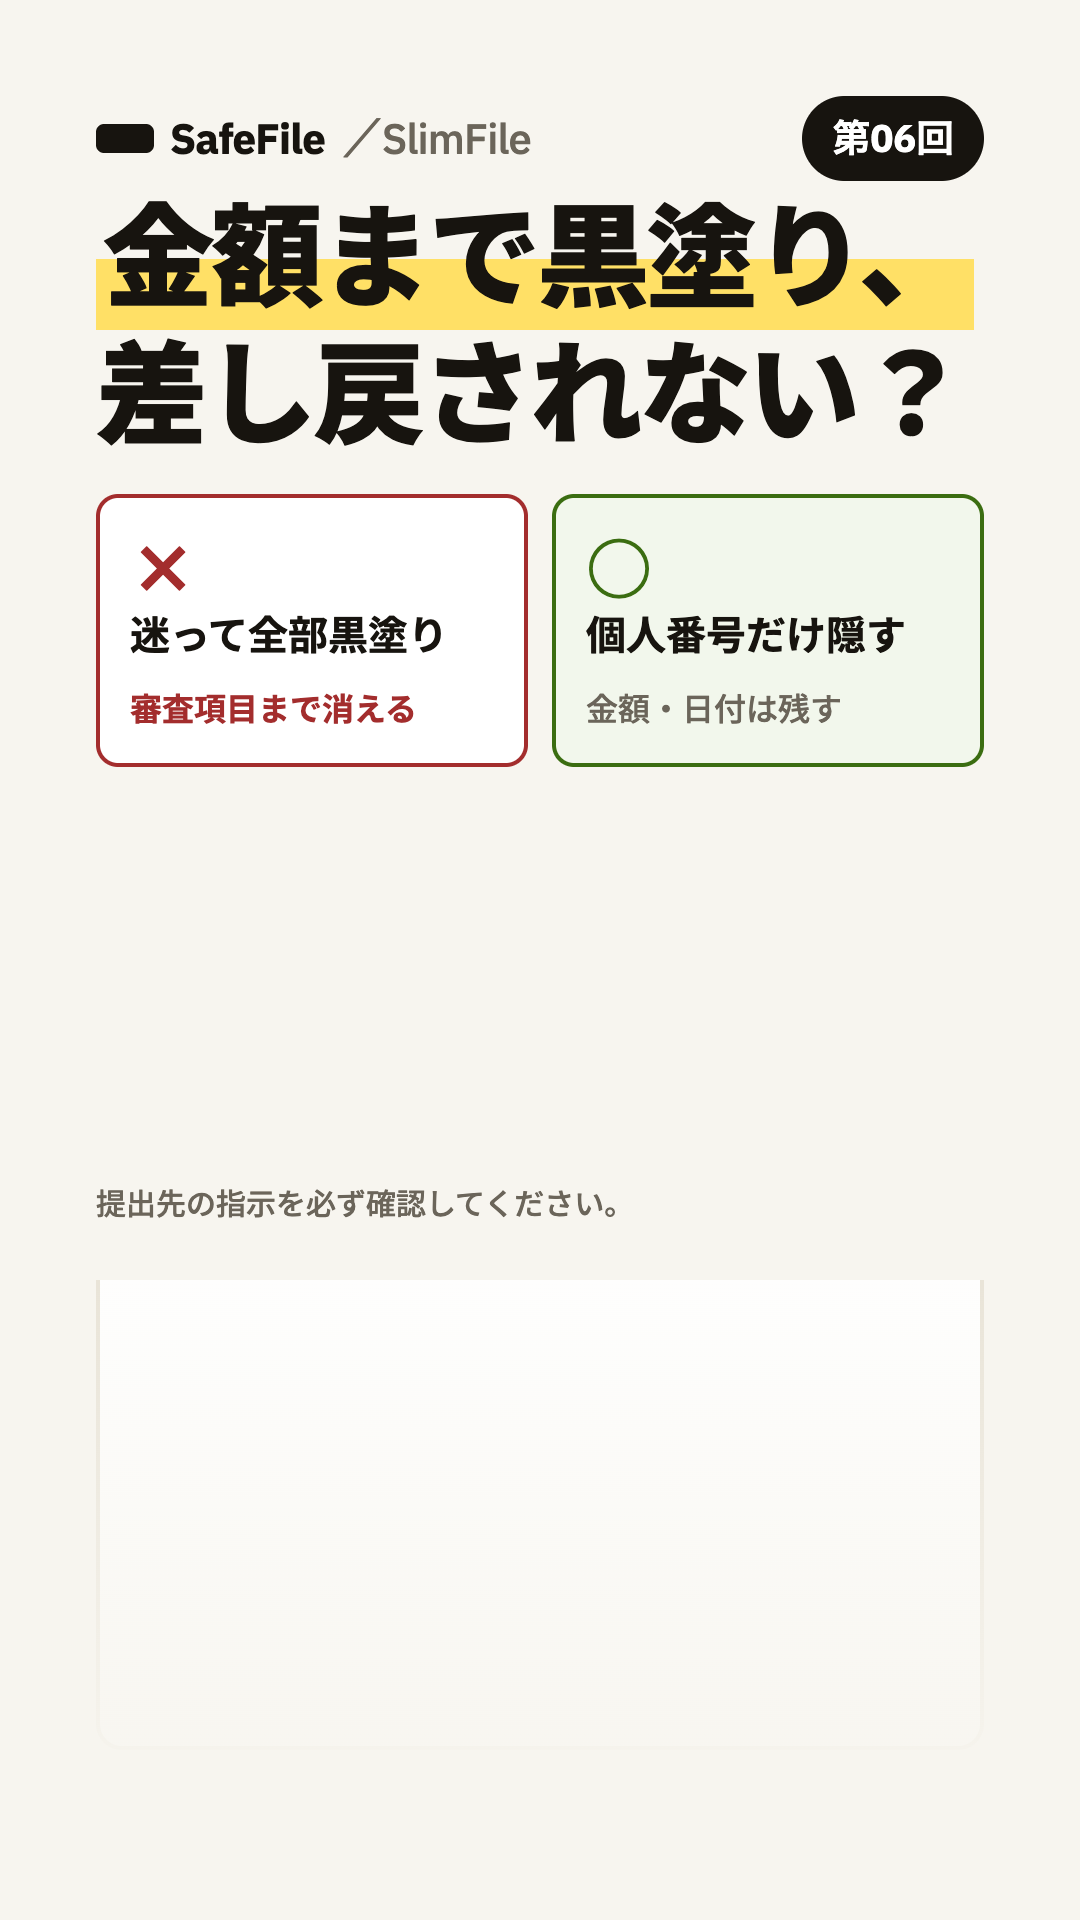 SafeFile ／SlimFile
第06回
金額まで黒塗り、
差し戻されない？
✕
迷って全部黒塗り
審査項目まで消える
○
個人番号だけ隠す
金額・日付は残す
提出先の指示を必ず確認してください。